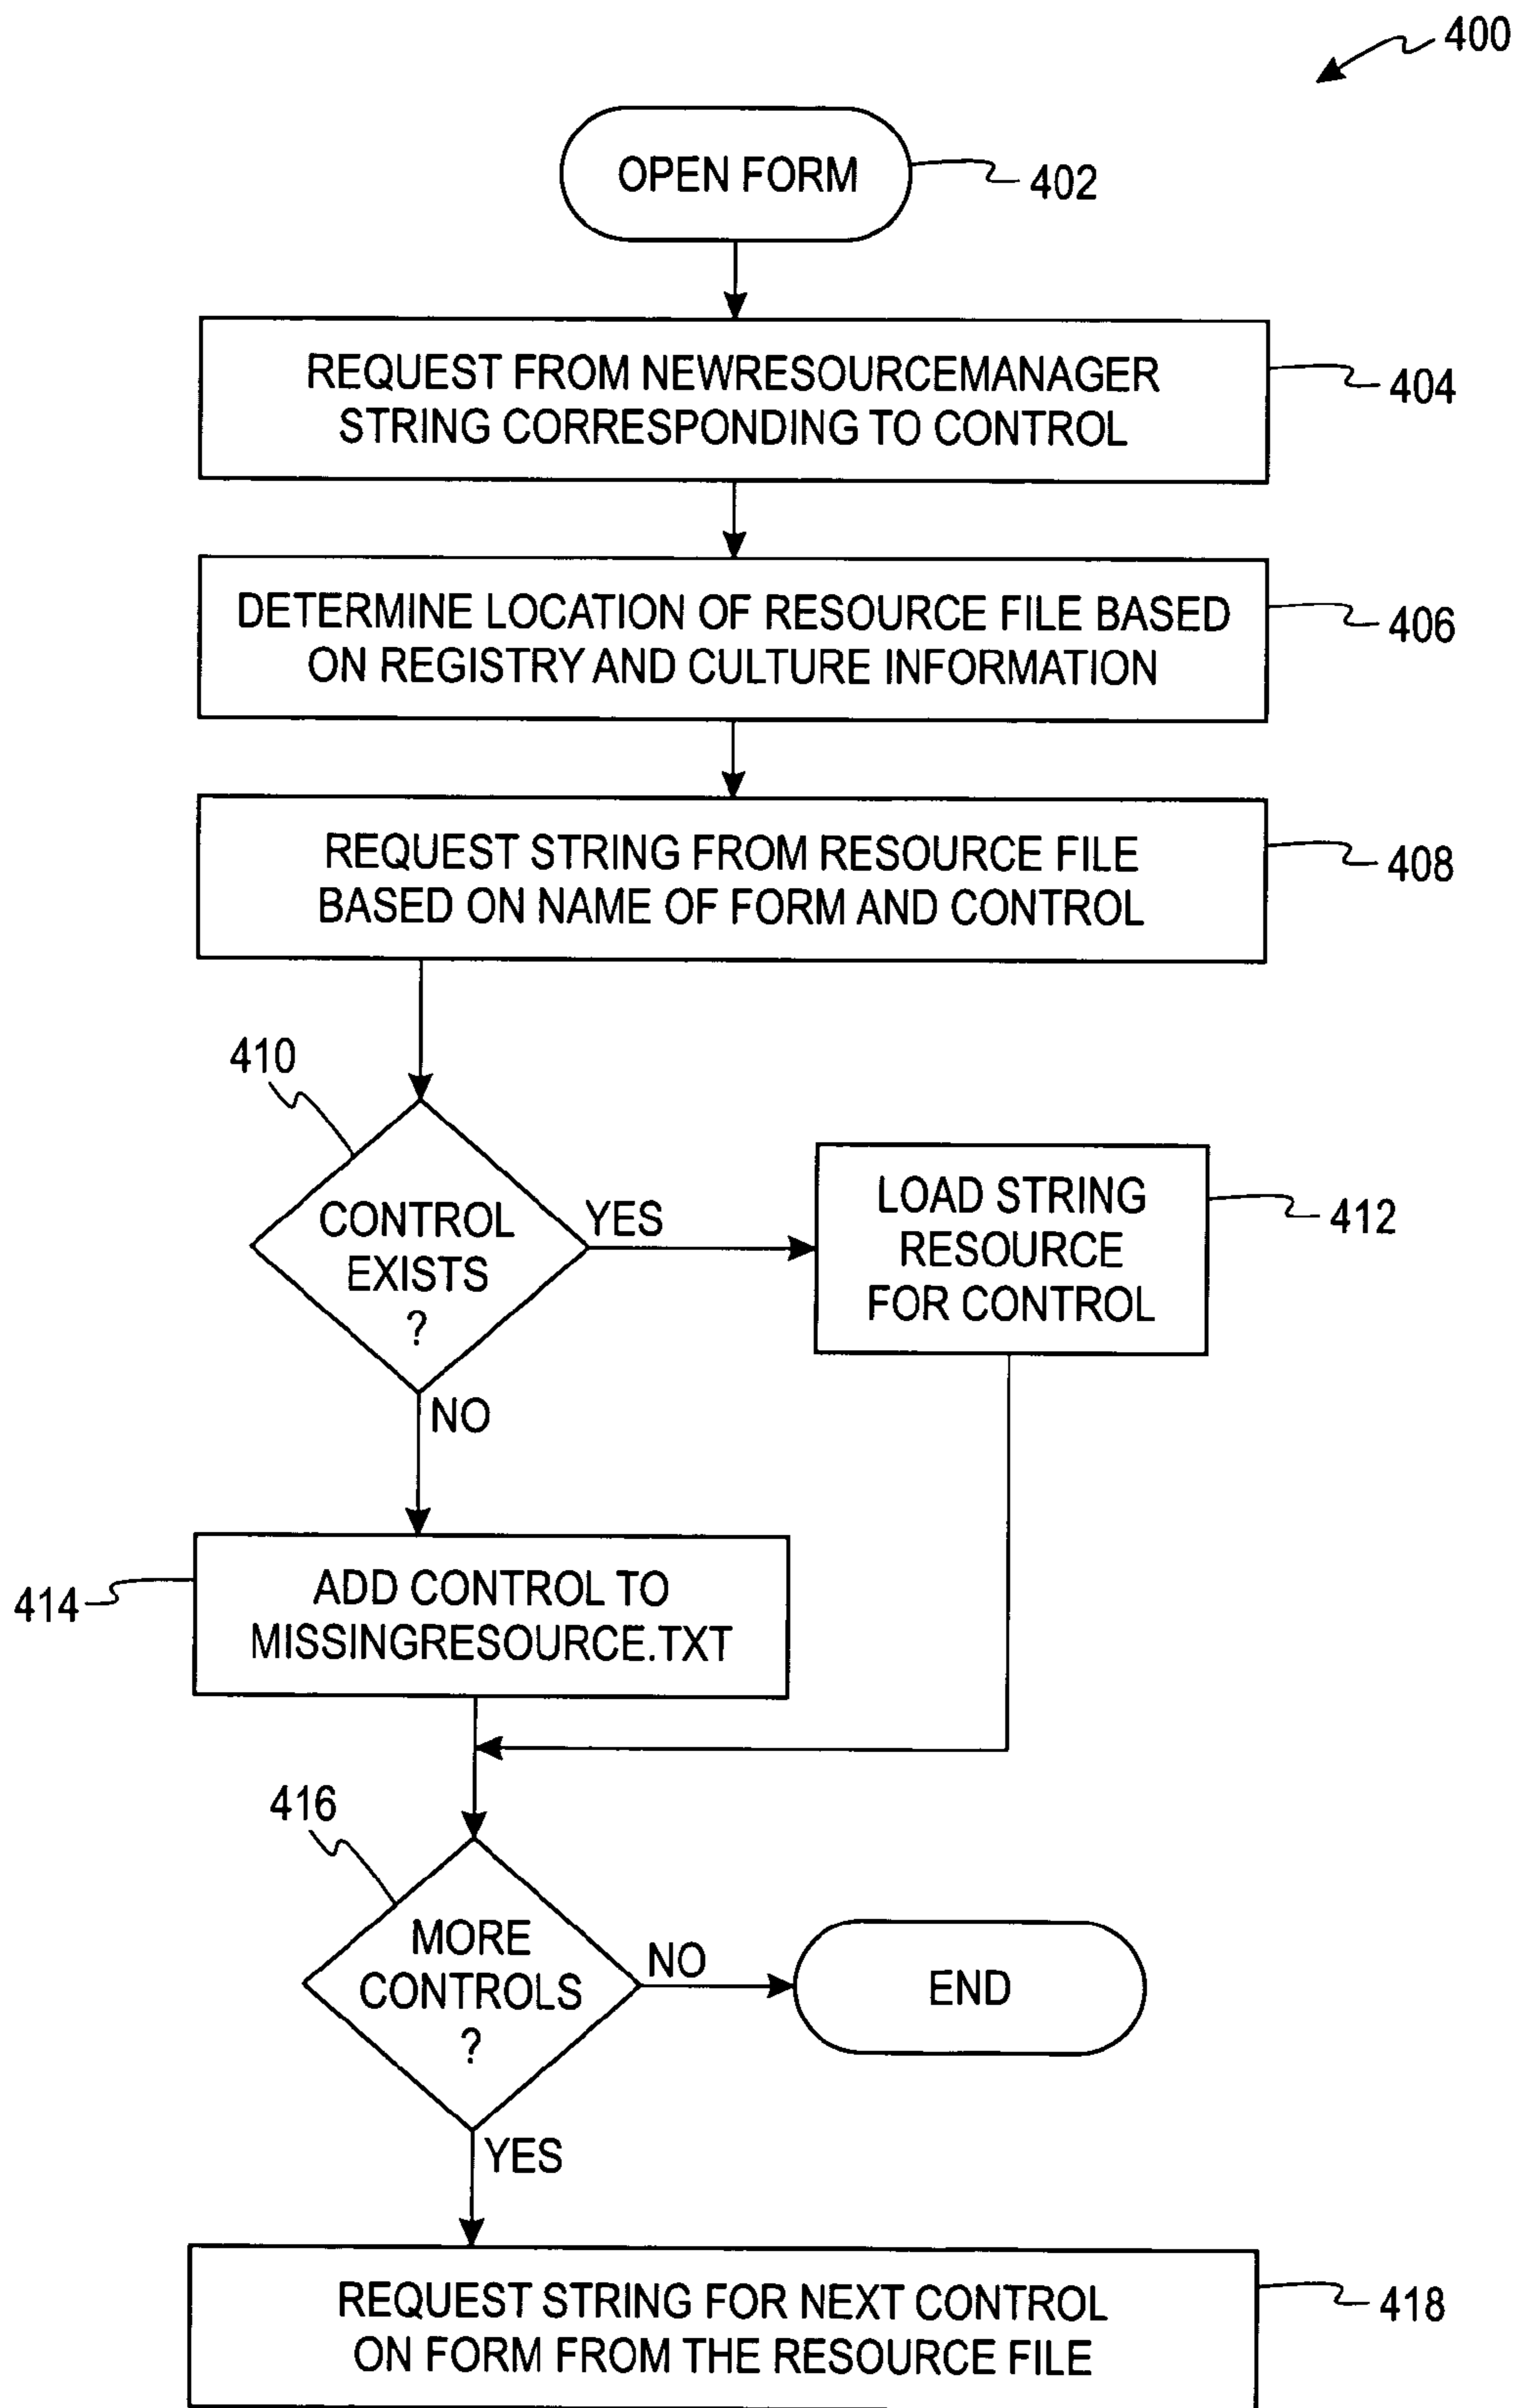 400
OPEN FORM
402
REQUEST FROM NEWRESOURCEMANAGER
STRING CORRESPONDING TO CONTROL
404
DETERMINE LOCATION OF RESOURCE FILE BASED
ON REGISTRY AND CULTURE INFORMATION
406
REQUEST STRING FROM RESOURCE FILE
BASED ON NAME OF FORM AND CONTROL
408
410
CONTROL
EXISTS
?
YES
LOAD STRING
RESOURCE
FOR CONTROL
412
NO
414
ADD CONTROL TO
MISSINGRESOURCE.TXT
416
MORE
CONTROLS
?
NO
END
YES
REQUEST STRING FOR NEXT CONTROL
ON FORM FROM THE RESOURCE FILE
418